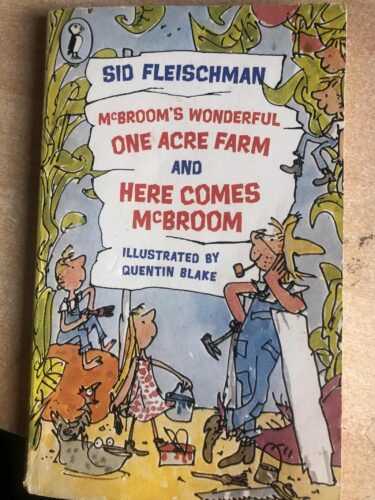 SID FLEISCHMAN
McBROOM'S WONDERFUL
ONE ACRE FARM
AND
HERE COMES
McBROOM
ILLUSTRATED BY
QUENTIN BLAKE